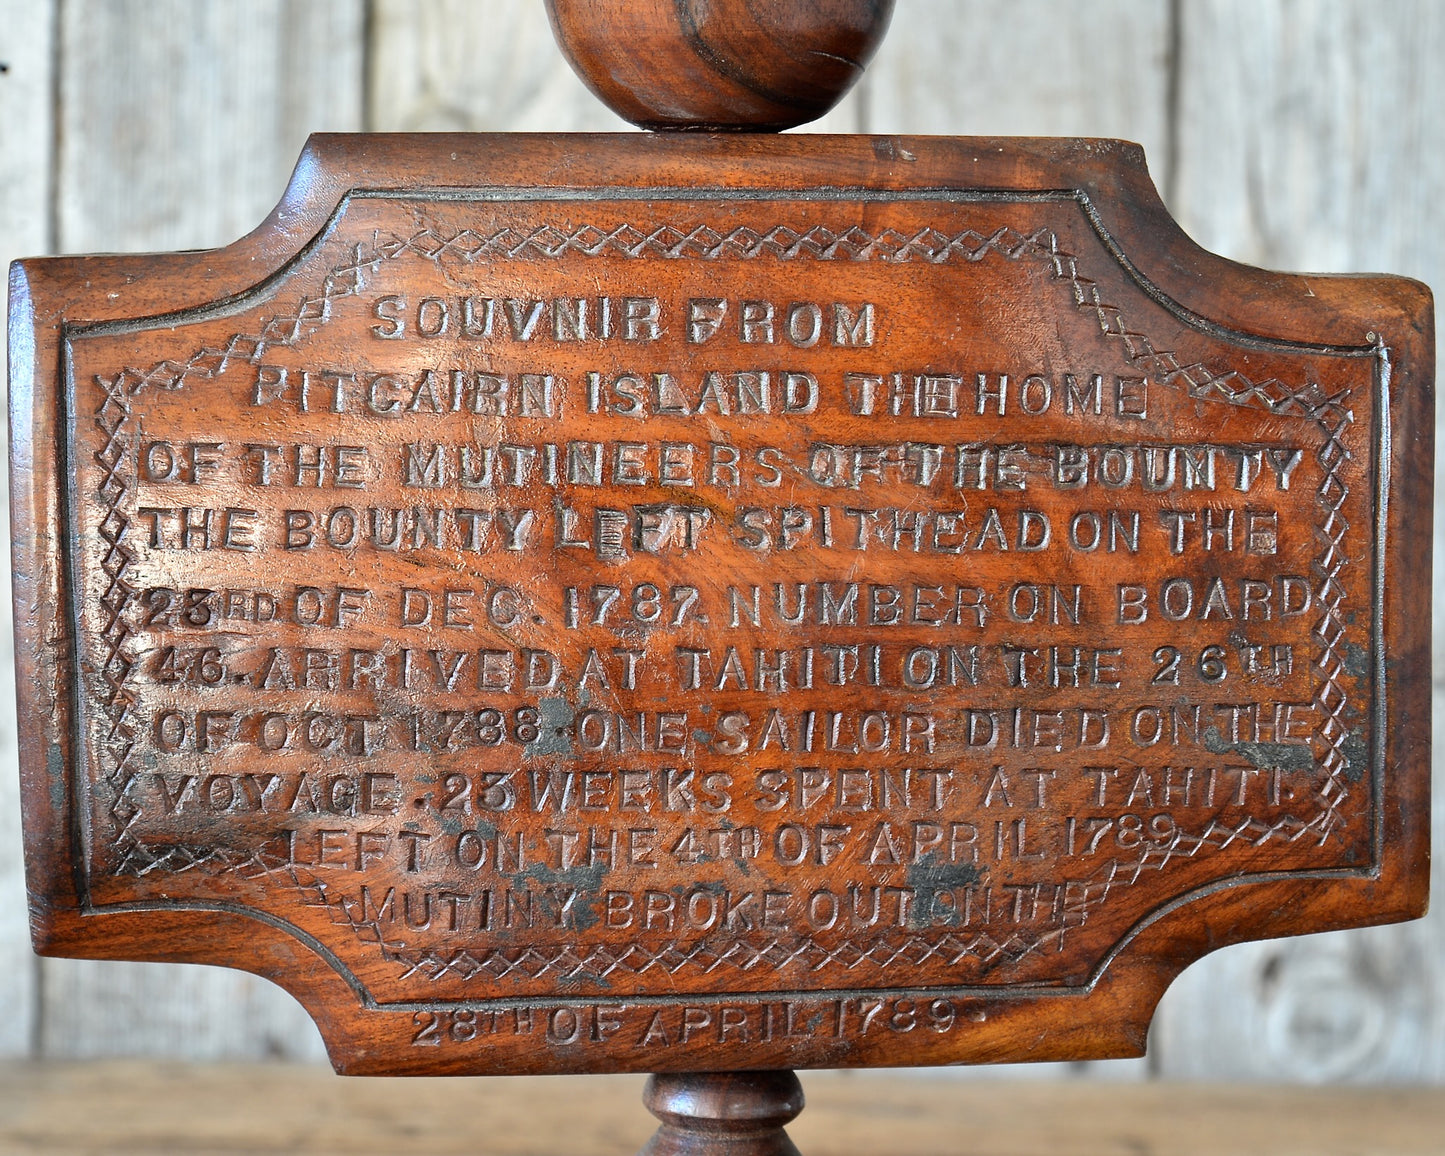 SOUVNIR FROM
PITCAIRN ISLAND THE HOME
OF THE MUTINEERS OF THE BOUNTY
THE BOUNTY LEFT SPITHEAD ON THE
23RD OF DEC. 1787. NUMBER ON BOARD
46. ARRIVED AT TAHITI ON THE 26TH
OF OCT 1788. ONE SAILOR DIED ON THE
VOYAGE. 23 WEEKS SPENT AT TAHITI.
LEFT ON THE 4TH OF APRIL 1789
MUTINY BROKE OUT ON THE
28TH OF APRIL 1789.